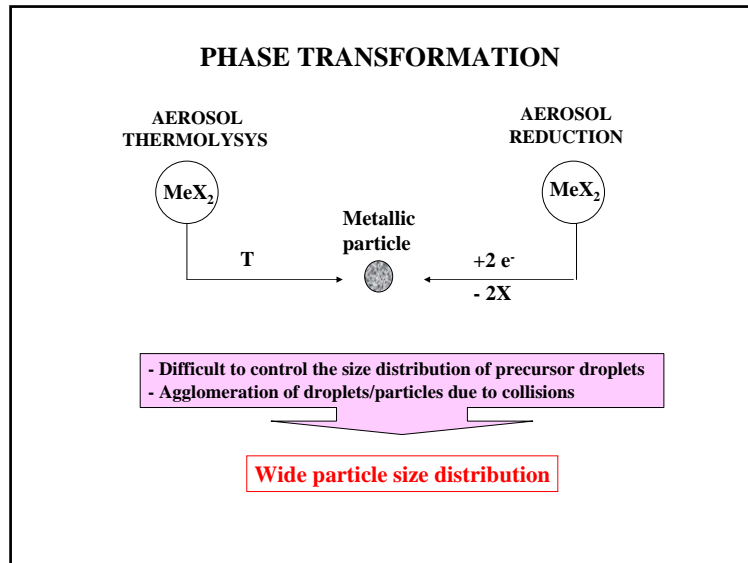 PHASE TRANSFORMATION
AEROSOL
THERMOLYSYS
AEROSOL
REDUCTION
MeX₂
MeX₂
Metallic
particle
T
+2 e⁻
- 2X
- Difficult to control the size distribution of precursor droplets
- Agglomeration of droplets/particles due to collisions
Wide particle size distribution